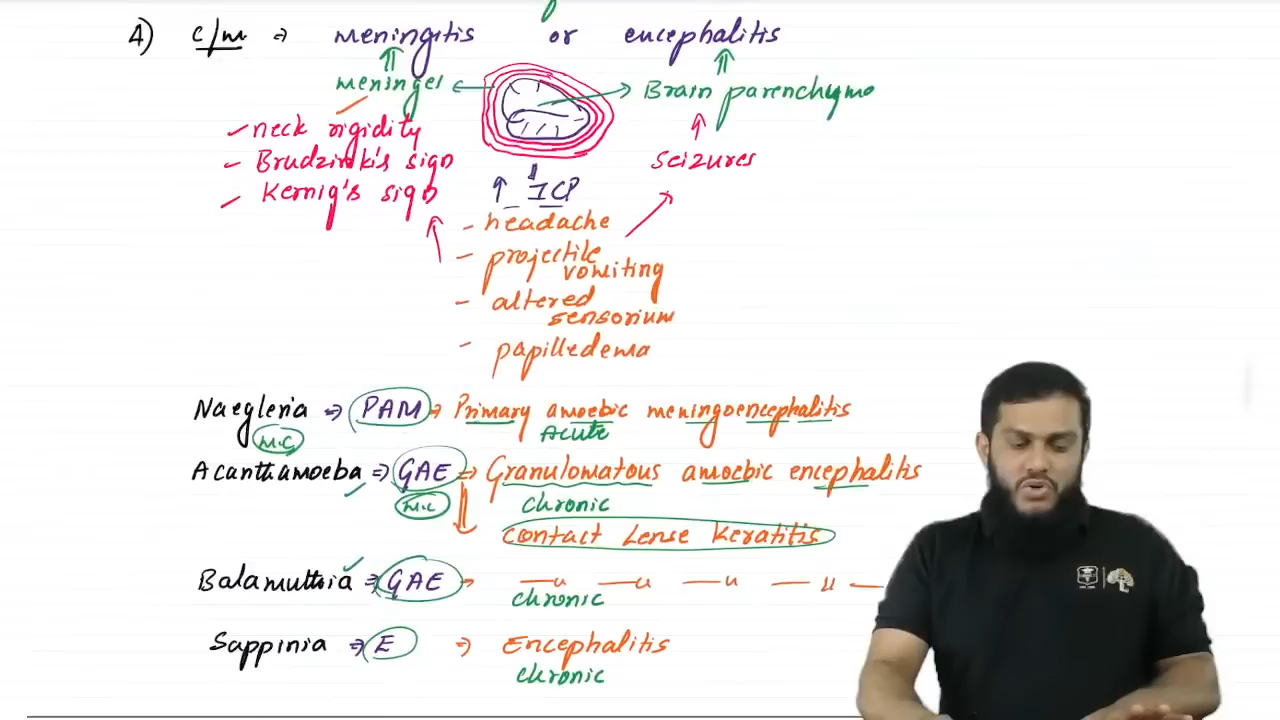 4) c/m ⇒ meningitis or encephalitis
meningel ← → Brain parenchyma
✓ neck rigidity
- Brudzinki's sign
✓ Kernig's sign
Seizures
↑ ICP
- headache
- projectile vomiting
- altered sensorium
- papilledema
Naegleria ⇒ PAM ⇒ Primary amoebic meningoencephalitis
M.C Acute
Acanthamoeba ⇒ GAE ⇒ Granulomatous amoebic encephalitis
M.C chronic
Contact Lense Keratitis
Balamuthia ⇒ GAE ⇒ —〃 —〃 —〃 —〃 —
chronic
Sappinia ⇒ E ⇒ Encephalitis
chronic